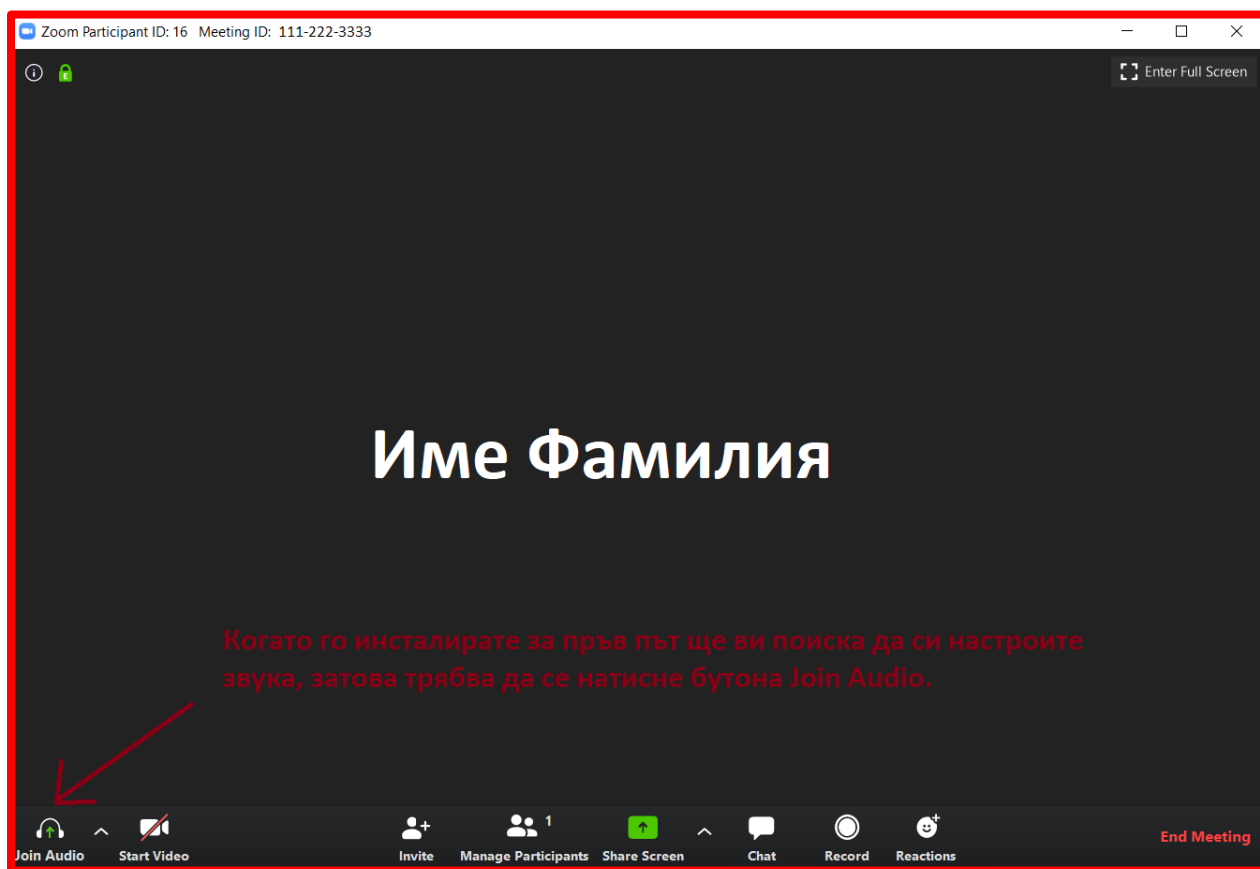 Zoom Participant ID: 16 Meeting ID: 111-222-3333
Enter Full Screen
E
Име Фамилия
Когато го инсталирате за пръв път ще ви поиска да си настроите
звука, затова трябва да се натисне бутона Join Audio.
1
Join Audio Start Video Invite Manage Participants Share Screen Chat Record Reactions End Meeting